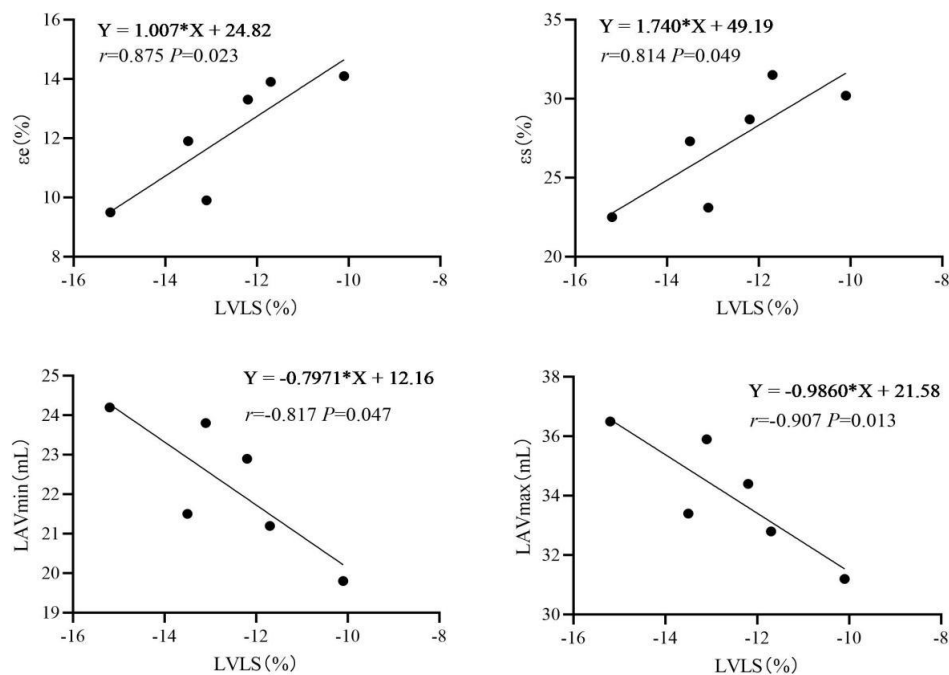 Y = 1.007*X + 24.82
r=0.875 P=0.023
16
14
12
10
8
εe(%)
-16 -14 -12 -10 -8
LVLS(%)
Y = 1.740*X + 49.19
r=0.814 P=0.049
40
35
30
25
20
εs(%)
-16 -14 -12 -10 -8
LVLS(%)
Y = -0.7971*X + 12.16
r=-0.817 P=0.047
25
24
23
22
21
20
19
LAVmin(mL)
-16 -14 -12 -10 -8
LVLS(%)
Y = -0.9860*X + 21.58
r=-0.907 P=0.013
38
36
34
32
30
LAVmax(mL)
-16 -14 -12 -10 -8
LVLS(%)